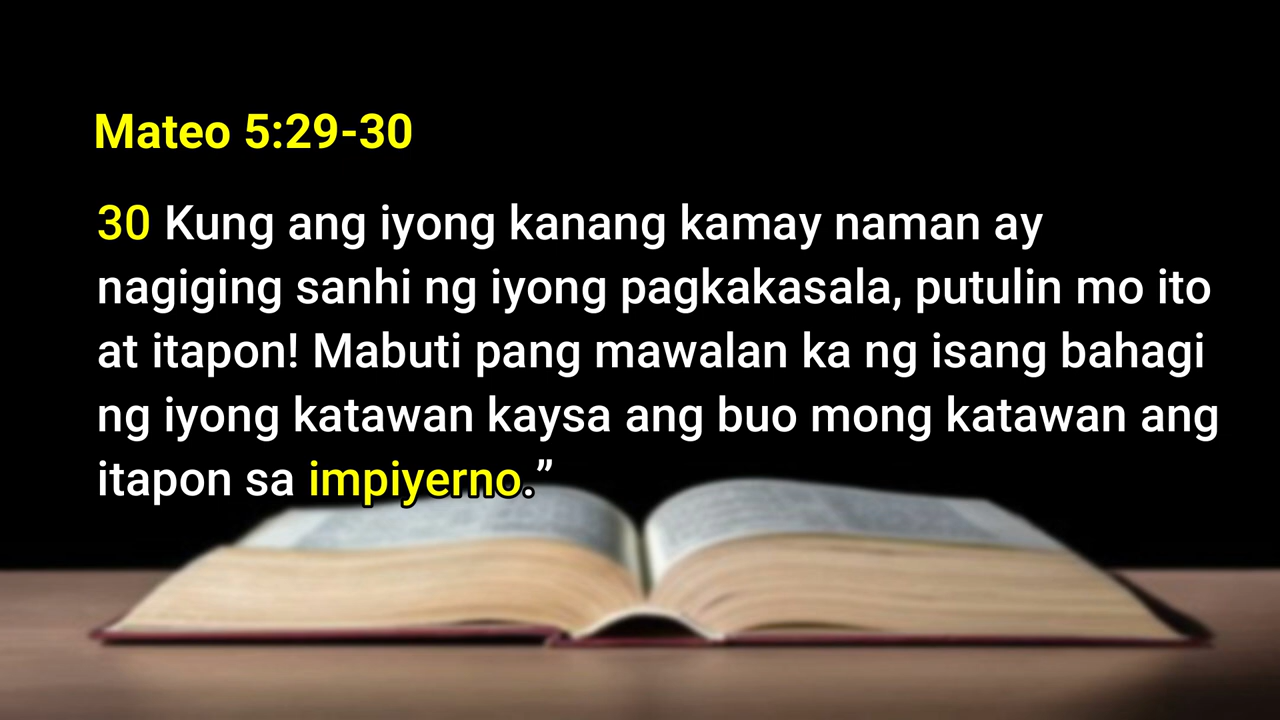 Mateo 5:29-30
30 Kung ang iyong kanang kamay naman ay
nagiging sanhi ng iyong pagkakasala, putulin mo ito
at itapon! Mabuti pang mawalan ka ng isang bahagi
ng iyong katawan kaysa ang buo mong katawan ang
itapon sa impiyerno.”